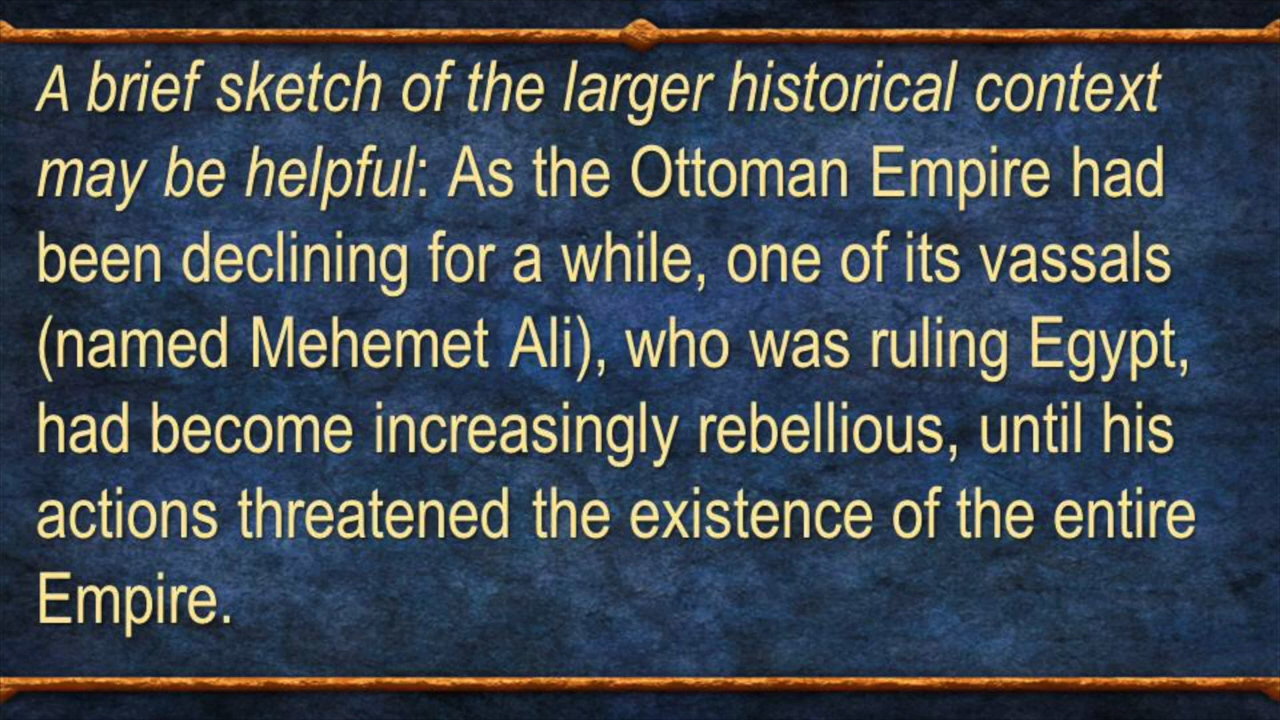 A brief sketch of the larger historical context
may be helpful: As the Ottoman Empire had
been declining for a while, one of its vassals
(named Mehemet Ali), who was ruling Egypt,
had become increasingly rebellious, until his
actions threatened the existence of the entire
Empire.